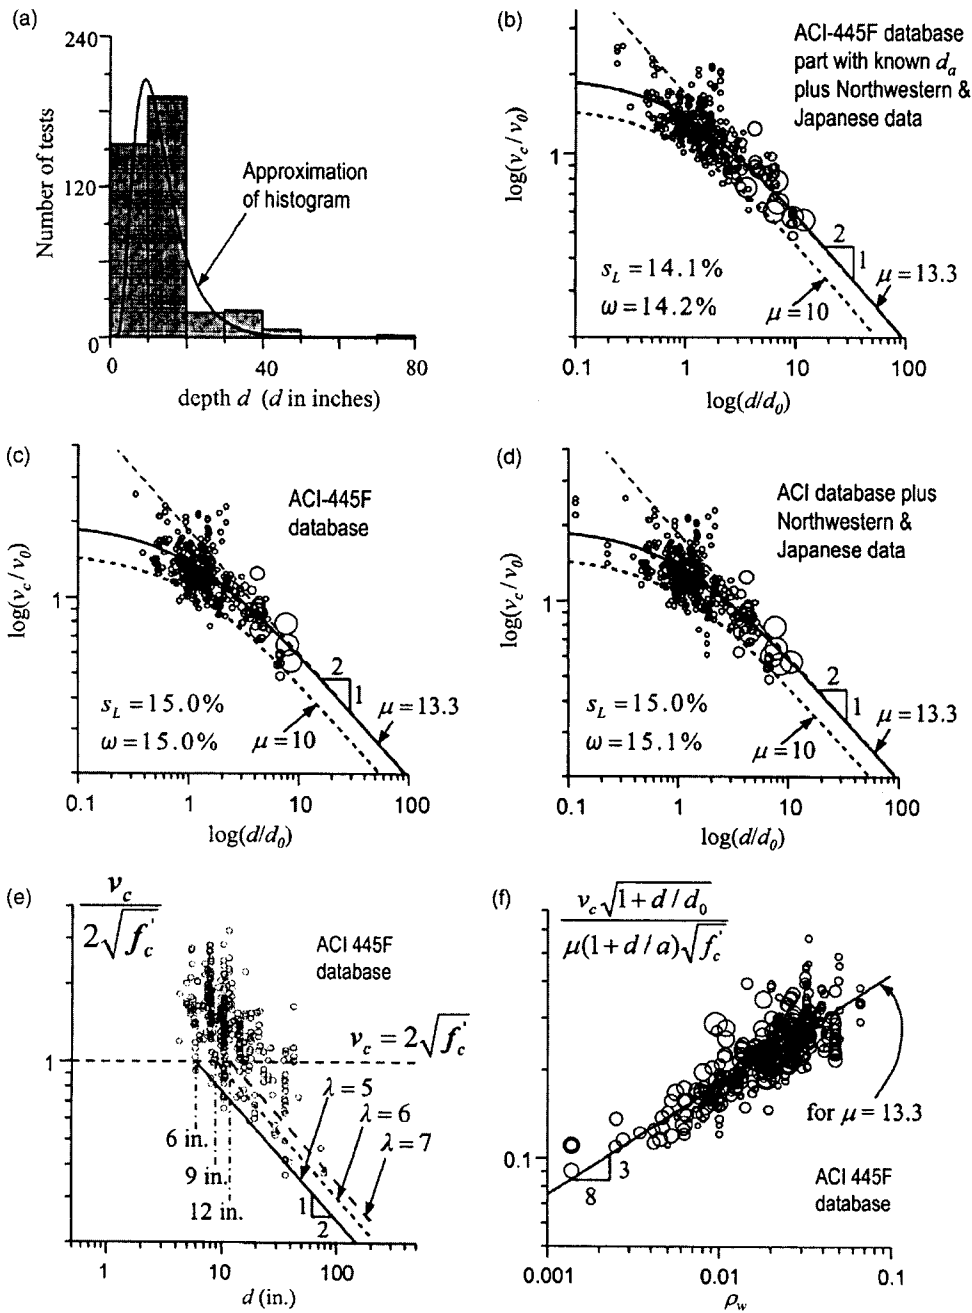 (a)
240
120
0
Number of tests
Approximation
of histogram
0
40
80
depth d (d in inches)
(b)
ACI-445F database
part with known d_a
plus Northwestern &
Japanese data
log(v_c/v_0)
1
2
1
s_L = 14.1%
ω = 14.2%
μ = 10
μ = 13.3
0.1
1
10
100
log(d/d_0)
(c)
ACI-445F
database
log(v_c/v_0)
1
2
1
s_L = 15.0%
ω = 15.0%
μ = 10
μ = 13.3
0.1
1
10
100
log(d/d_0)
(d)
ACI database plus
Northwestern &
Japanese data
log(v_c/v_0)
1
2
1
s_L = 15.0%
ω = 15.1%
μ = 10
μ = 13.3
0.1
1
10
100
log(d/d_0)
(e)
v_c
2√f_c'
ACI 445F
database
v_c = 2√f_c'
1
λ = 5
λ = 6
λ = 7
6 in.
9 in.
12 in.
1
2
1
10
100
d (in.)
(f)
v_c√1 + d / d_0
μ(1 + d / a)√f_c'
for μ = 13.3
0.1
1
3
ACI 445F
database
0.001
0.01
0.1
ρ_w